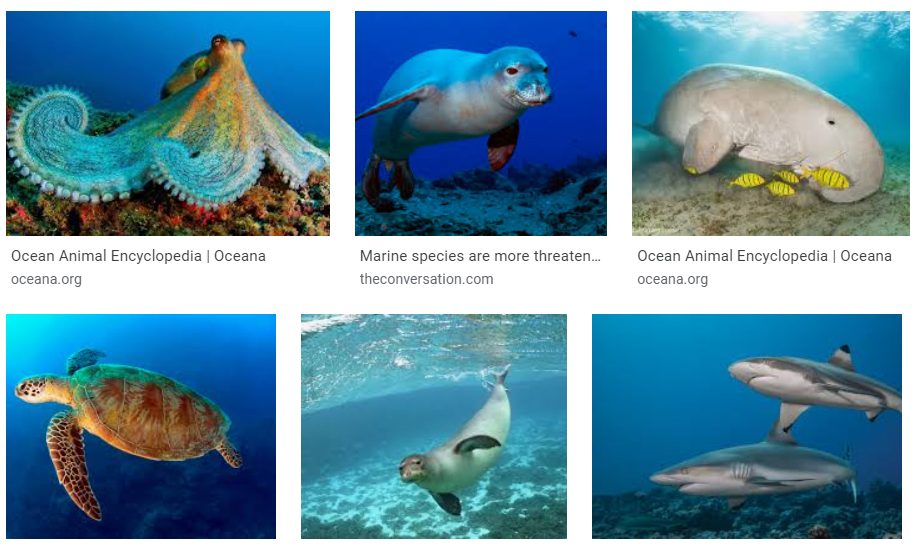 Ocean Animal Encyclopedia | Oceana
oceana.org
Marine species are more threaten...
theconversation.com
Ocean Animal Encyclopedia | Oceana
oceana.org